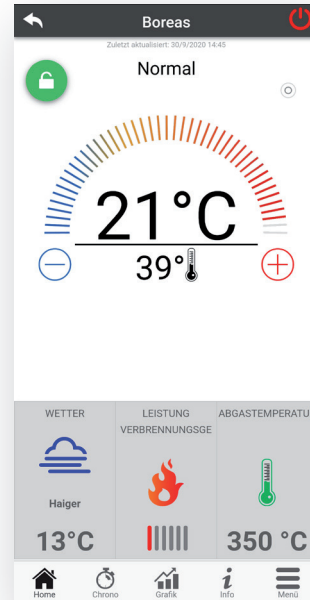 Boreas
Zuletzt aktualisiert: 30/9/2020 14:45
Normal
21°C
39°
WETTER
LEISTUNG
VERBRENNUNGSGE
ABGASTEMPERATU
Haiger
13°C
350 °C
Home
Chrono
Grafik
Info
Menü